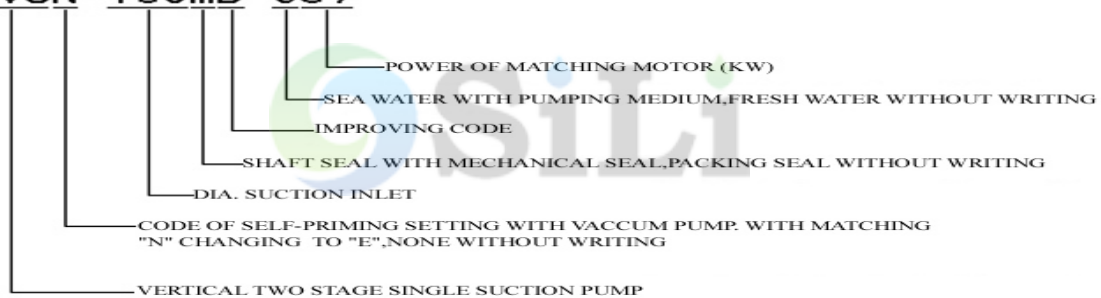 POWER OF MATCHING MOTOR (KW)
SEA WATER WITH PUMPING MEDIUM,FRESH WATER WITHOUT WRITING
IMPROVING CODE
SHAFT SEAL WITH MECHANICAL SEAL,PACKING SEAL WITHOUT WRITING
DIA. SUCTION INLET
CODE OF SELF-PRIMING SETTING WITH VACCUM PUMP. WITH MATCHING
"N" CHANGING TO "E",NONE WITHOUT WRITING
VERTICAL TWO STAGE SINGLE SUCTION PUMP
SiLi